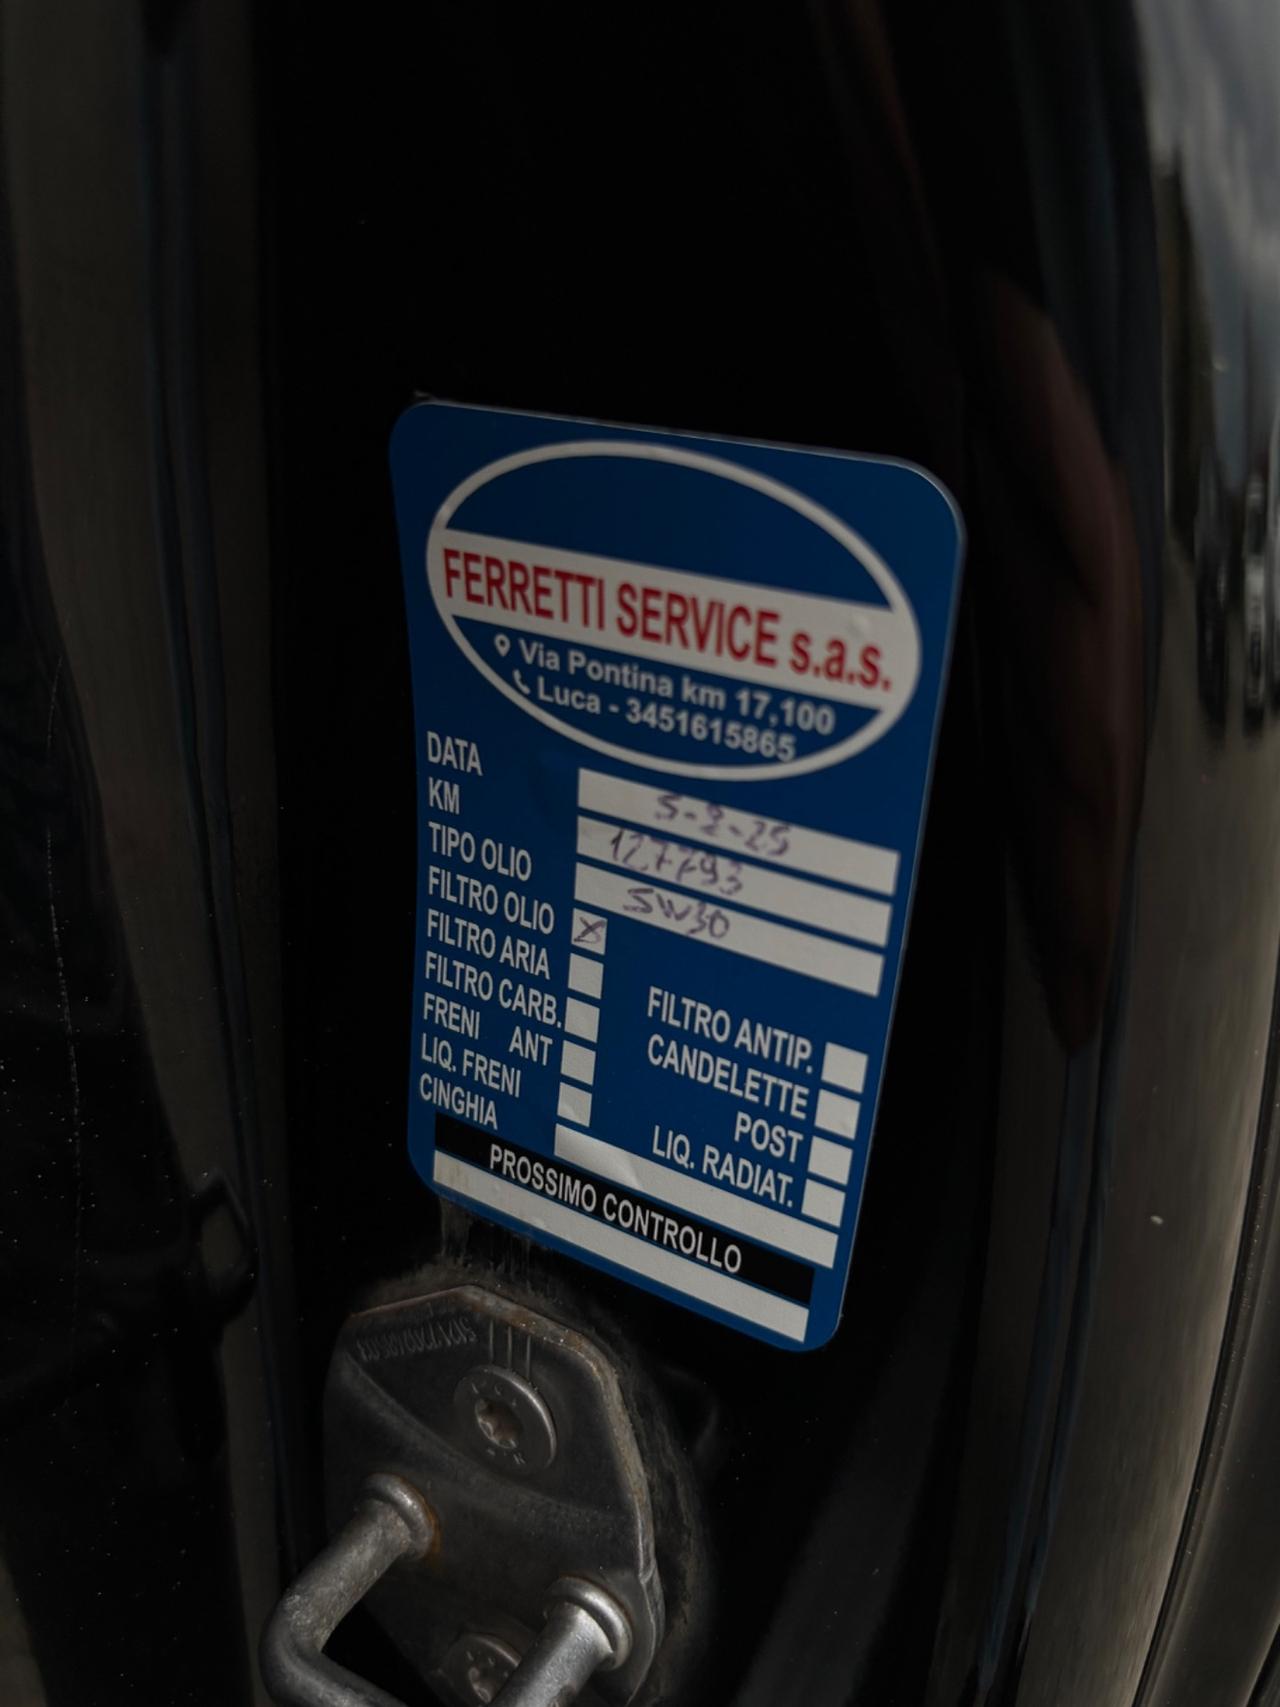 FERRETTI SERVICE s.a.s.
Via Pontina km 17,100
Luca - 3451615865
DATA 5-2-25
KM 127793
TIPO OLIO 5W30
FILTRO OLIO X
FILTRO ARIA
FILTRO CARB. FILTRO ANTIP.
FRENI ANT CANDELETTE
LIQ. FRENI POST
CINGHIA LIQ. RADIAT.
PROSSIMO CONTROLLO